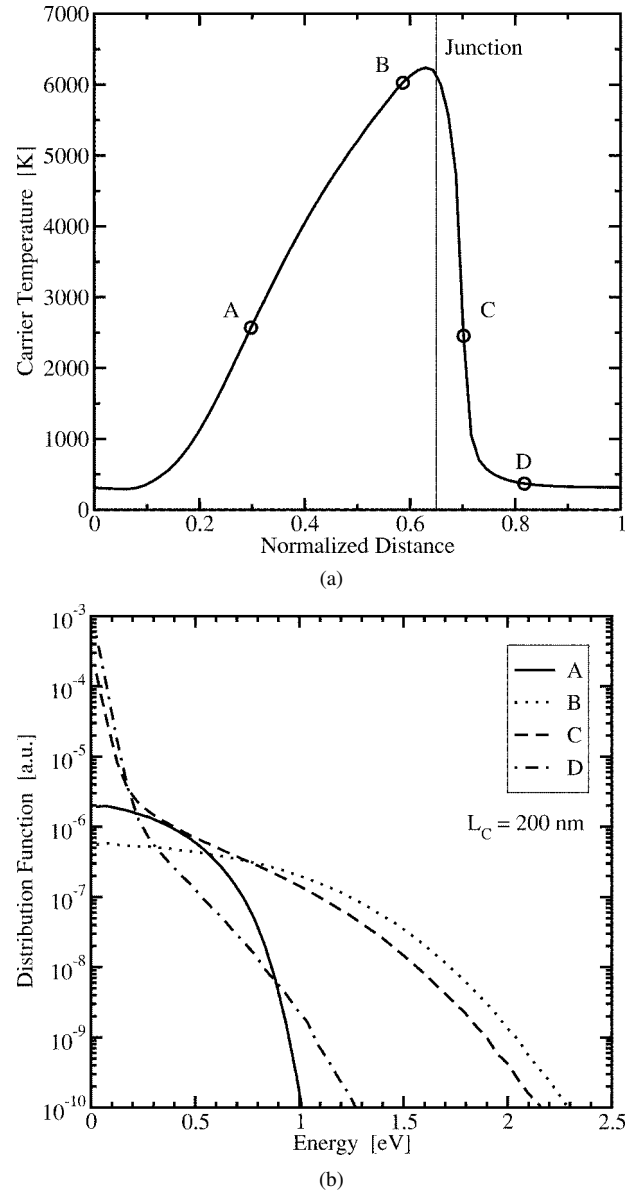 7000
6000
5000
4000
3000
2000
1000
0
Carrier Temperature [K]
Junction
A
B
C
D
0 0.2 0.4 0.6 0.8 1
Normalized Distance
(a)
10^-3
10^-4
10^-5
10^-6
10^-7
10^-8
10^-9
10^-10
Distribution Function [a.u.]
A
B
C
D
L_C = 200 nm
0 0.5 1 1.5 2 2.5
Energy [eV]
(b)